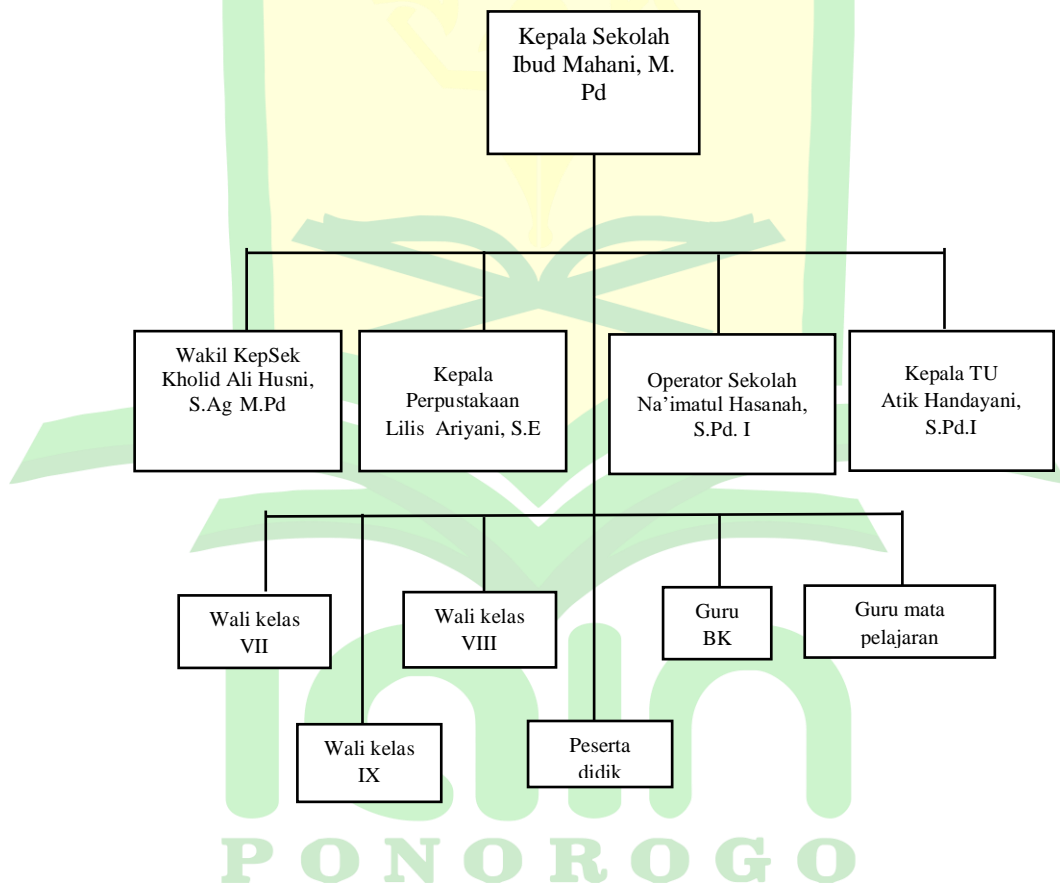 Kepala Sekolah
Ibud Mahani, M.
Pd
Wakil KepSek
Kholid Ali Husni,
S.Ag M.Pd
Kepala
Perpustakaan
Lilis Ariyani, S.E
Operator Sekolah
Na’imatul Hasanah,
S.Pd. I
Kepala TU
Atik Handayani,
S.Pd.I
Wali kelas
VII
Wali kelas
VIII
Guru
BK
Guru mata
pelajaran
Wali kelas
IX
Peserta
didik
iain
PONOROGO